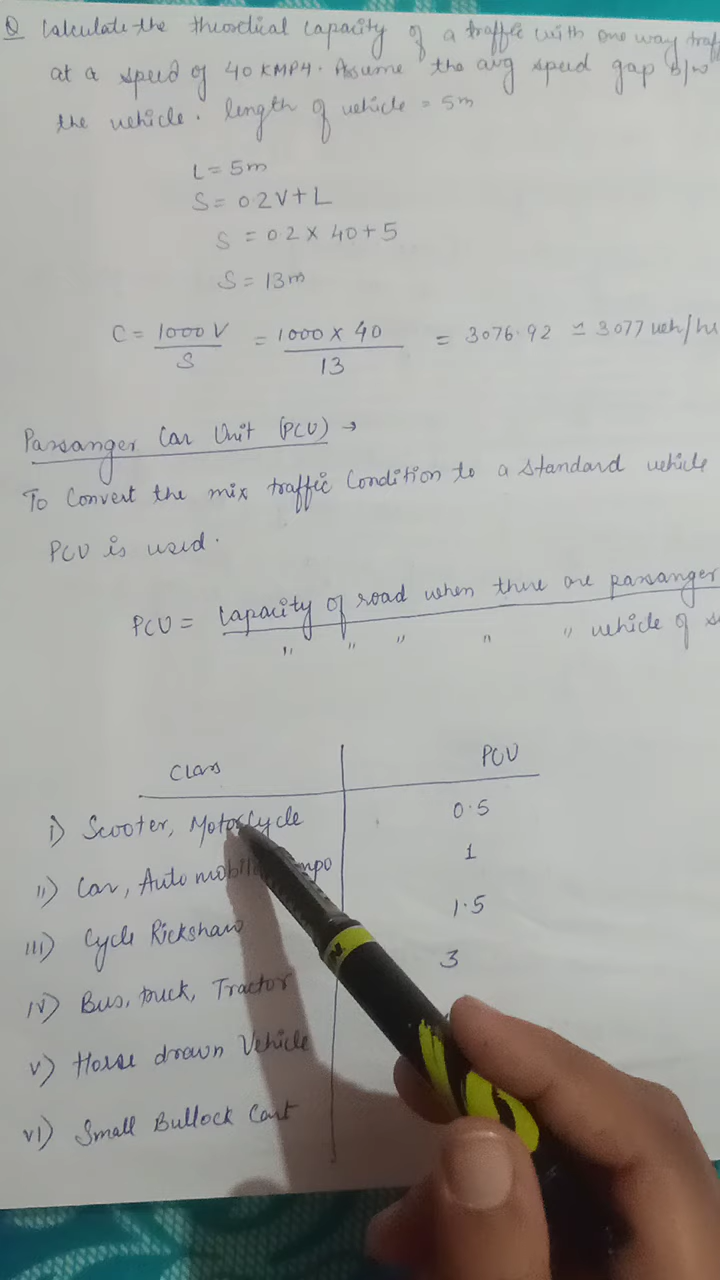 Q Calculate the theoretical capacity of a traffic with one way traf
at a speed of 40 KMPH. Assume the avg speed gap b/w
the vehicle. length of vehicle = 5m
L = 5m
S = 0.2V + L
S = 0.2 × 40 + 5
S = 13m
C = 1000 V / S = 1000 × 40 / 13 = 3076.92 ≃ 3077 veh/hr
Passanger Car Unit (PCU) →
To Convert the mix traffic Condition to a standard vehicle
PCU is used.
PCU = Capacity of road when there are passanger
〃 〃 〃 〃 〃 vehicle of
Class PCU
i) Scooter, Motorcycle 0.5
ii) Car, Automobile 1
iii) Cycle Rickshaw 1.5
iv) Bus, truck, Tractor 3
v) Horse drawn Vehicle
vi) Small Bullock Cart